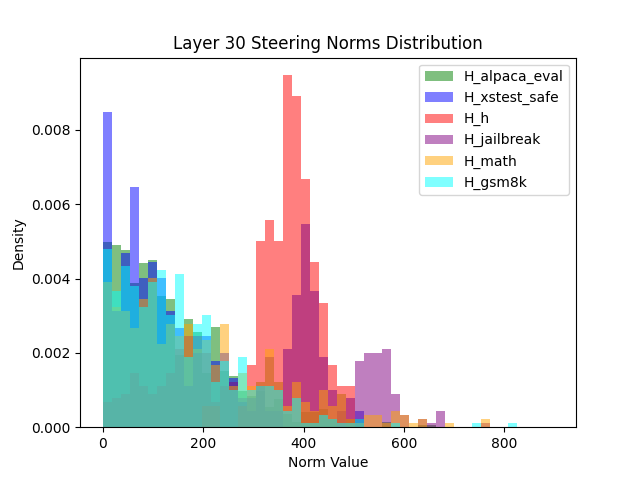 Layer 30 Steering Norms Distribution
H_alpaca_eval
H_xstest_safe
H_h
H_jailbreak
H_math
H_gsm8k
0.008
0.006
0.004
0.002
0.000
Density
0
200
400
600
800
Norm Value